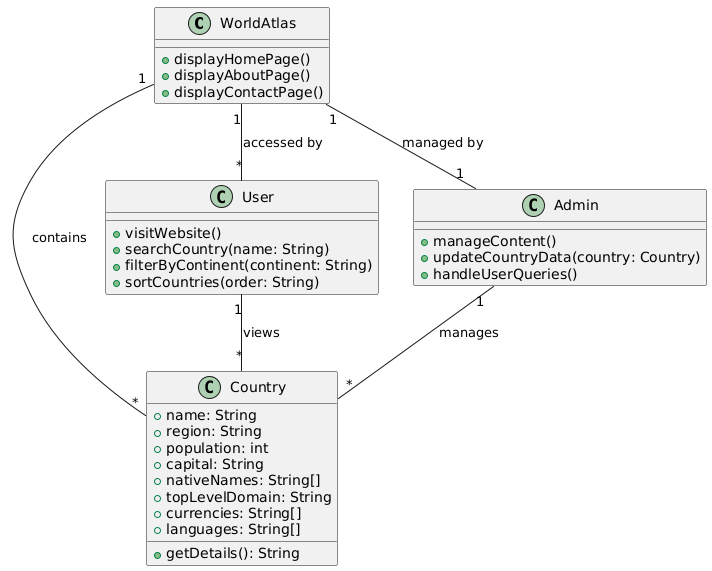 C WorldAtlas
displayHomePage()
displayAboutPage()
displayContactPage()
1
1
1
accessed by
managed by
*
1
C User
visitWebsite()
searchCountry(name: String)
filterByContinent(continent: String)
sortCountries(order: String)
C Admin
manageContent()
updateCountryData(country: Country)
handleUserQueries()
contains
1
1
views
manages
*
*
*
C Country
name: String
region: String
population: int
capital: String
nativeNames: String[]
topLevelDomain: String
currencies: String[]
languages: String[]
getDetails(): String